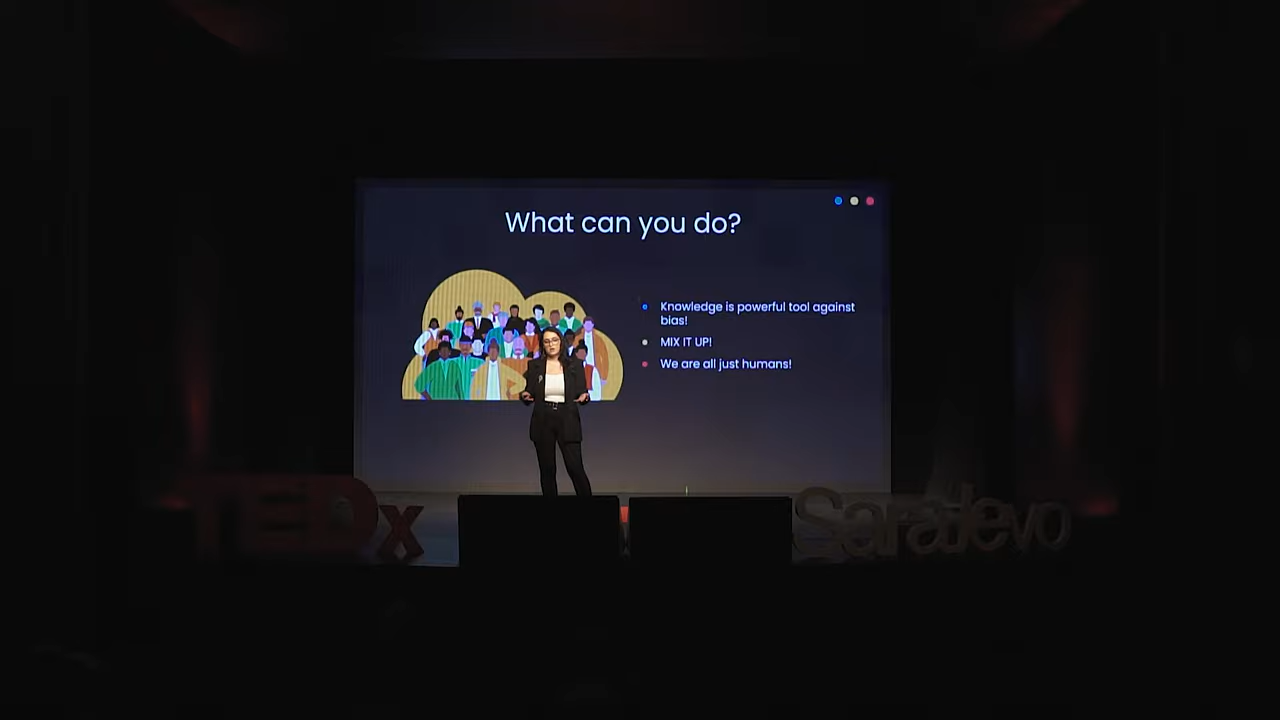 What can you do?
Knowledge is powerful tool against
bias!
MIX IT UP!
We are all just humans!
TEDx
Sarajevo